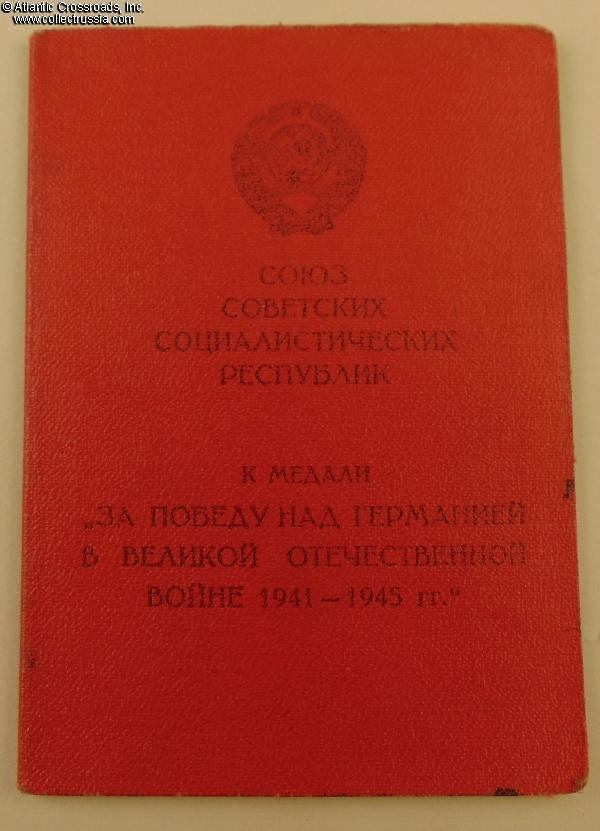 © Atlantic Crossroads, Inc.
www.collectrussia.com
СОЮЗ
СОВЕТСКИХ
СОЦИАЛИСТИЧЕСКИХ
РЕСПУБЛИК
К МЕДАЛИ
„ЗА ПОБЕДУ НАД ГЕРМАНИЕЙ
В ВЕЛИКОЙ ОТЕЧЕСТВЕННОЙ
ВОЙНЕ 1941 – 1945 гг.“